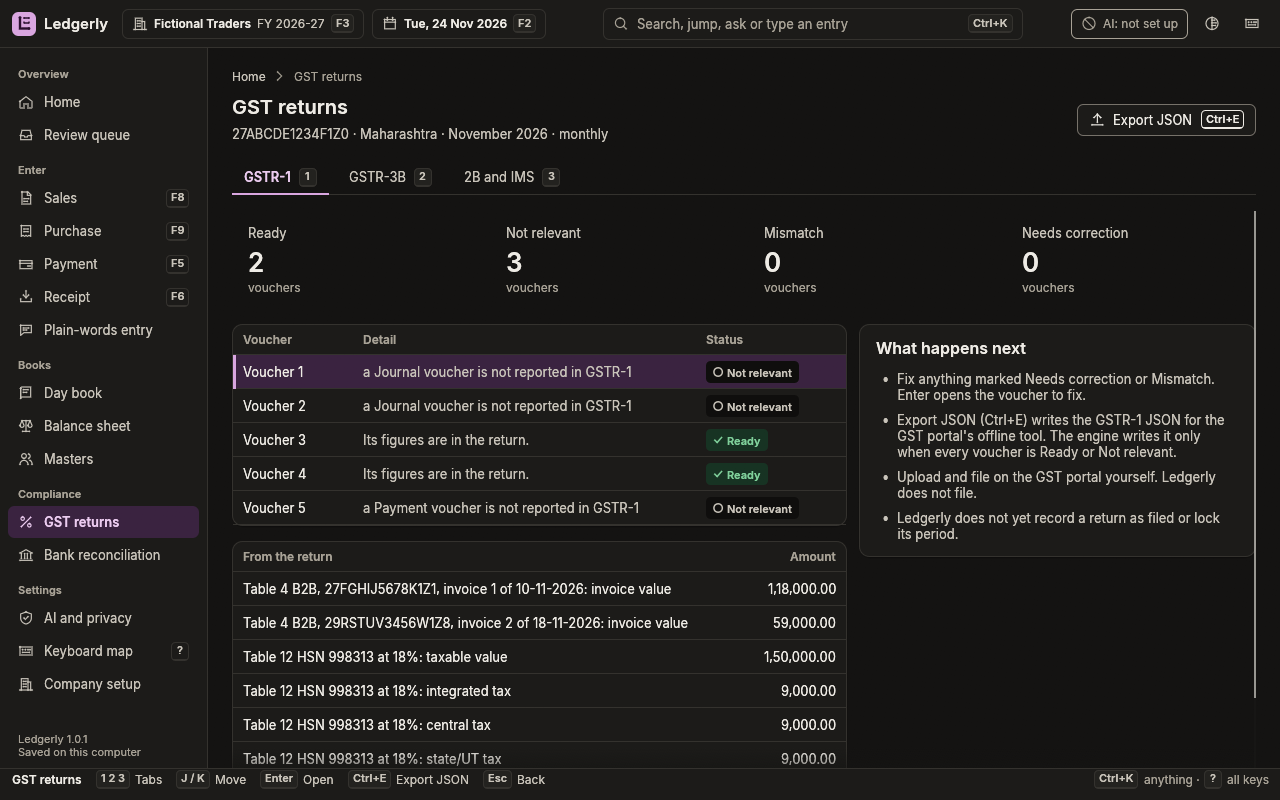 Ledgerly
Fictional Traders FY 2026-27 F3
Tue, 24 Nov 2026 F2
Search, jump, ask or type an entry Ctrl+K
AI: not set up
Overview
Home
Review queue
Enter
Sales F8
Purchase F9
Payment F5
Receipt F6
Plain-words entry
Books
Day book
Balance sheet
Masters
Compliance
GST returns
Bank reconciliation
Settings
AI and privacy
Keyboard map ?
Company setup
Ledgerly 1.0.1
Saved on this computer
Home GST returns
GST returns
27ABCDE1234F1Z0 · Maharashtra · November 2026 · monthly
Export JSON Ctrl+E
GSTR-1 1 GSTR-3B 2 2B and IMS 3
Ready Not relevant Mismatch Needs correction
2 3 0 0
vouchers vouchers vouchers vouchers
Voucher Detail Status
Voucher 1 a Journal voucher is not reported in GSTR-1 Not relevant
Voucher 2 a Journal voucher is not reported in GSTR-1 Not relevant
Voucher 3 Its figures are in the return. Ready
Voucher 4 Its figures are in the return. Ready
Voucher 5 a Payment voucher is not reported in GSTR-1 Not relevant
What happens next
• Fix anything marked Needs correction or Mismatch.
Enter opens the voucher to fix.
• Export JSON (Ctrl+E) writes the GSTR-1 JSON for the
GST portal's offline tool. The engine writes it only
when every voucher is Ready or Not relevant.
• Upload and file on the GST portal yourself. Ledgerly
does not file.
• Ledgerly does not yet record a return as filed or lock
its period.
From the return Amount
Table 4 B2B, 27FGHIJ5678K1Z1, invoice 1 of 10-11-2026: invoice value 1,18,000.00
Table 4 B2B, 29RSTUV3456W1Z8, invoice 2 of 18-11-2026: invoice value 59,000.00
Table 12 HSN 998313 at 18%: taxable value 1,50,000.00
Table 12 HSN 998313 at 18%: integrated tax 9,000.00
Table 12 HSN 998313 at 18%: central tax 9,000.00
Table 12 HSN 998313 at 18%: state/UT tax 9,000.00
GST returns 1 2 3 Tabs J / K Move Enter Open Ctrl+E Export JSON Esc Back
Ctrl+K anything · ? all keys